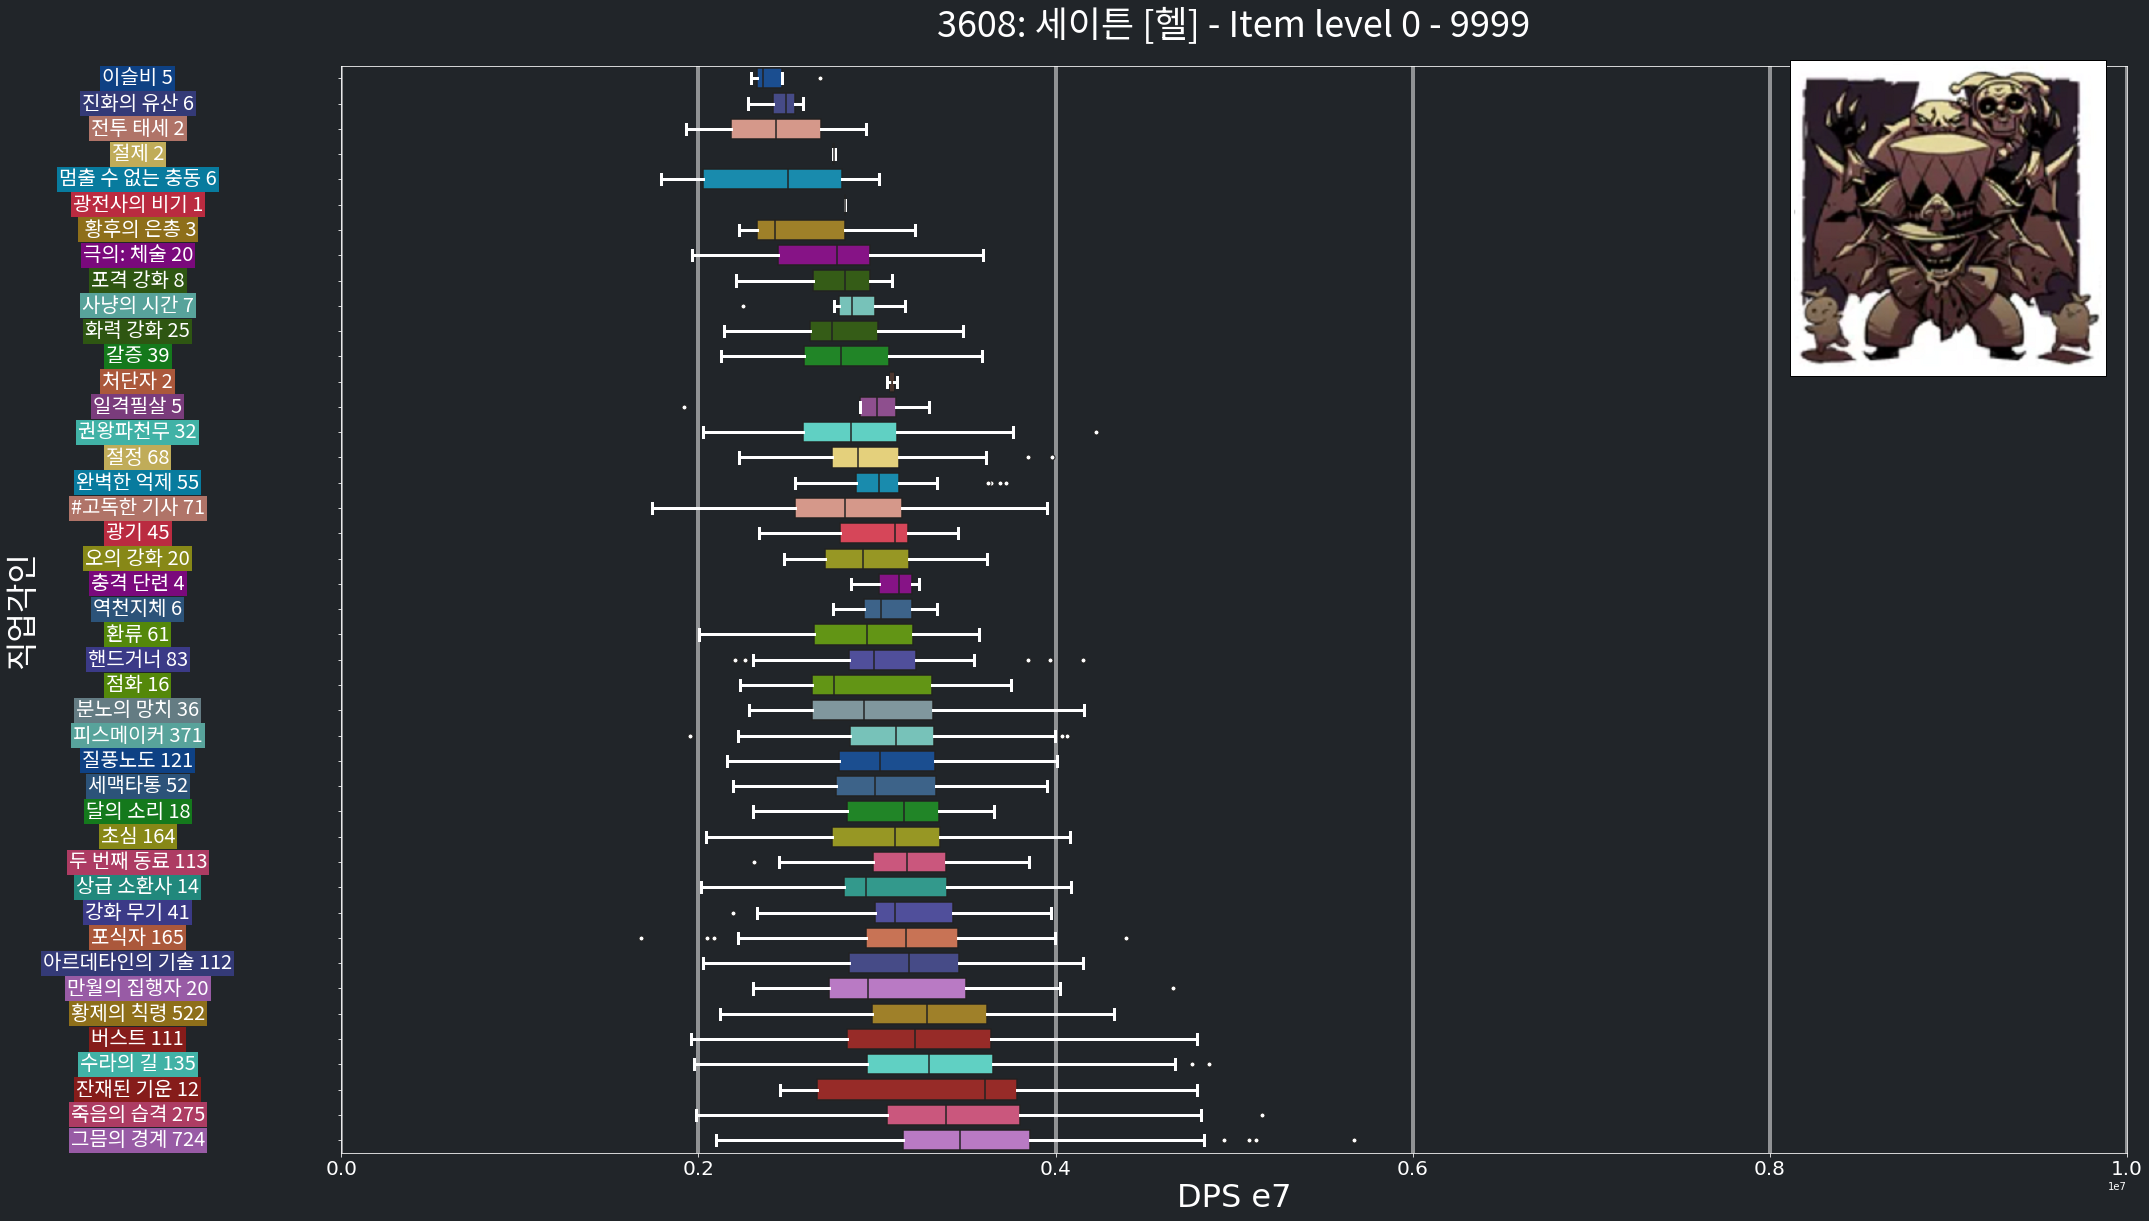 3608: 세이튼 [헬] - Item level 0 - 9999
이슬비 5
진화의 유산 6
전투 태세 2
절제 2
멈출 수 없는 충동 6
광전사의 비기 1
황후의 은총 3
극의: 체술 20
포격 강화 8
사냥의 시간 7
화력 강화 25
갈증 39
처단자 2
일격필살 5
권왕파천무 32
절정 68
완벽한 억제 55
#고독한 기사 71
광기 45
오의 강화 20
충격 단련 4
역천지체 6
환류 61
핸드거너 83
점화 16
분노의 망치 36
피스메이커 371
질풍노도 121
세맥타통 52
달의 소리 18
초심 164
두 번째 동료 113
상급 소환사 14
강화 무기 41
포식자 165
아르데타인의 기술 112
만월의 집행자 20
황제의 칙령 522
버스트 111
수라의 길 135
잔재된 기운 12
죽음의 습격 275
그믐의 경계 724
직업각인
0.0 0.2 0.4 0.6 0.8 1.0
1e7
DPS e7